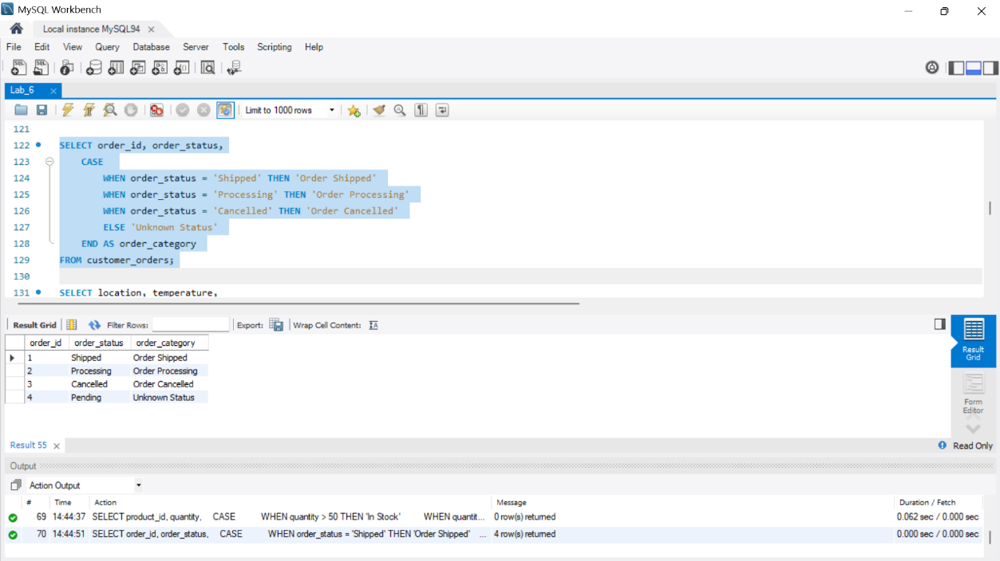 MySQL Workbench
Local instance MySQL94
File Edit View Query Database Server Tools Scripting Help
Lab_6
Limit to 1000 rows
121
122 SELECT order_id, order_status,
123 CASE
124 WHEN order_status = 'Shipped' THEN 'Order Shipped'
125 WHEN order_status = 'Processing' THEN 'Order Processing'
126 WHEN order_status = 'Cancelled' THEN 'Order Cancelled'
127 ELSE 'Unknown Status'
128 END AS order_category
129 FROM customer_orders;
130
131 SELECT location, temperature,
Result Grid Filter Rows: Export: Wrap Cell Content:
order_id order_status order_category
1 Shipped Order Shipped
2 Processing Order Processing
3 Cancelled Order Cancelled
4 Pending Unknown Status
Result
Grid
Form
Editor
Result 55 Read Only
Output
Action Output
# Time Action Message Duration / Fetch
69 14:44:37 SELECT product_id, quantity, CASE WHEN quantity > 50 THEN 'In Stock' WHEN quantit... 0 row(s) returned 0.062 sec / 0.000 sec
70 14:44:51 SELECT order_id, order_status, CASE WHEN order_status = 'Shipped' THEN 'Order Shipped' ... 4 row(s) returned 0.000 sec / 0.000 sec